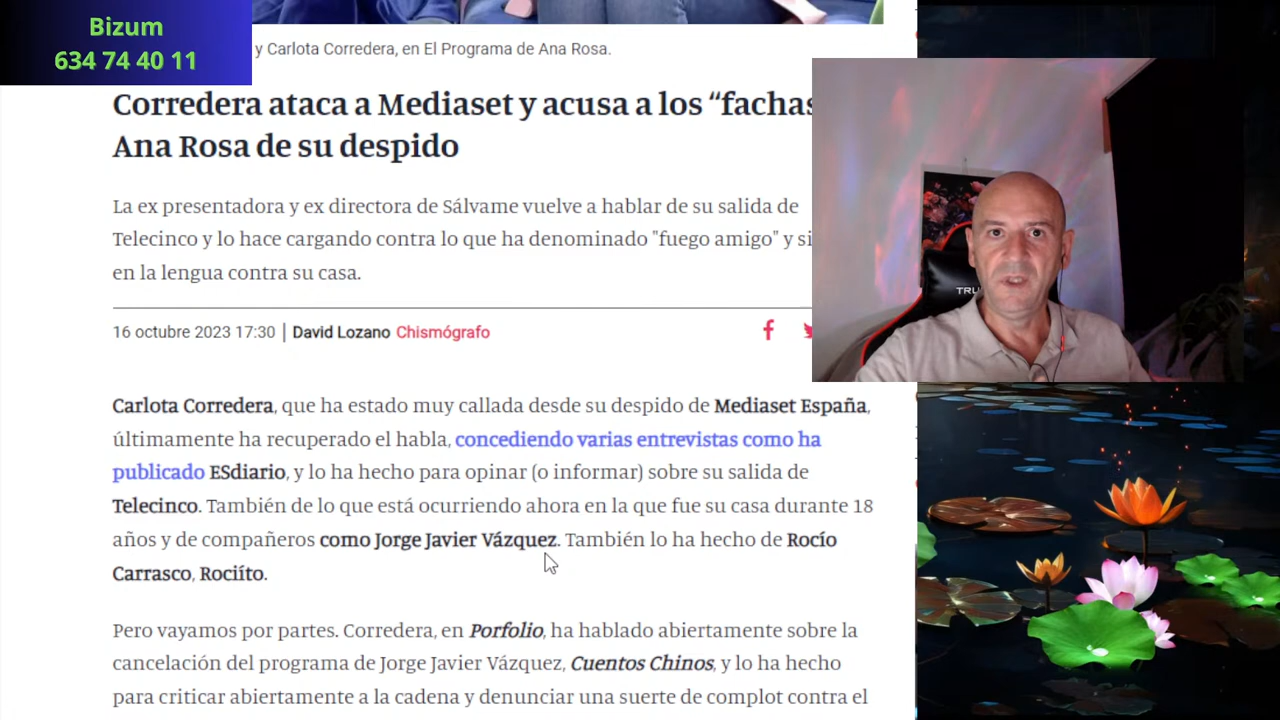 Bizum
634 74 40 11
y Carlota Corredera, en El Programa de Ana Rosa.
Corredera ataca a Mediaset y acusa a los “fachas
Ana Rosa de su despido
La ex presentadora y ex directora de Sálvame vuelve a hablar de su salida de
Telecinco y lo hace cargando contra lo que ha denominado "fuego amigo" y si
en la lengua contra su casa.
16 octubre 2023 17:30 | David Lozano Chismógrafo
TRU
Carlota Corredera, que ha estado muy callada desde su despido de Mediaset España,
últimamente ha recuperado el habla, concediendo varias entrevistas como ha
publicado ESdiario, y lo ha hecho para opinar (o informar) sobre su salida de
Telecinco. También de lo que está ocurriendo ahora en la que fue su casa durante 18
años y de compañeros como Jorge Javier Vázquez. También lo ha hecho de Rocío
Carrasco, Rociíto.
Pero vayamos por partes. Corredera, en Porfolio, ha hablado abiertamente sobre la
cancelación del programa de Jorge Javier Vázquez, Cuentos Chinos, y lo ha hecho
para criticar abiertamente a la cadena y denunciar una suerte de complot contra el